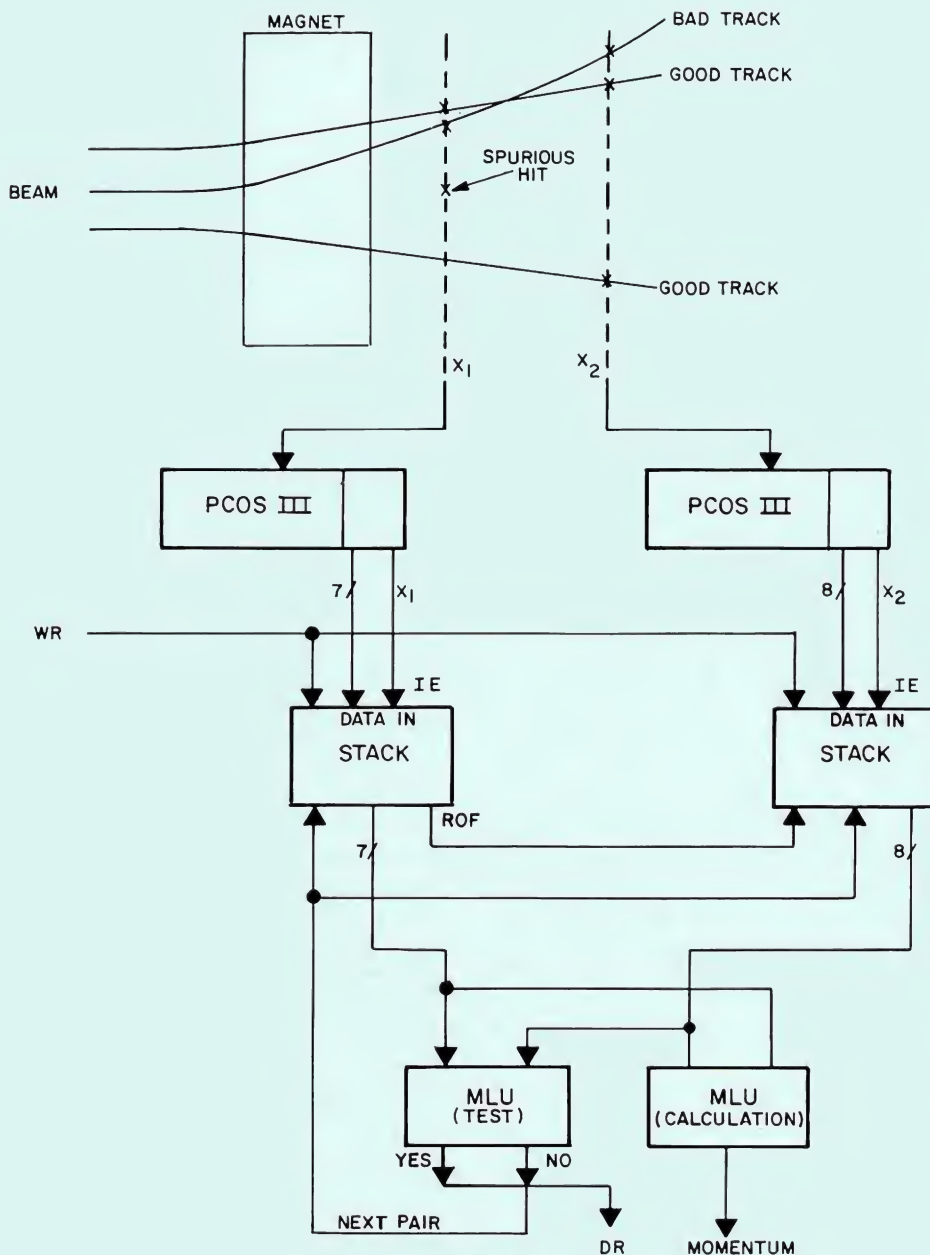 MAGNET
BAD TRACK
GOOD TRACK
SPURIOUS
HIT
BEAM
GOOD TRACK
X1
X2
PCOS III
PCOS III
7/
X1
8/
X2
WR
IE
IE
DATA IN
STACK
DATA IN
STACK
ROF
7/
8/
MLU
(TEST)
MLU
(CALCULATION)
YES
NO
NEXT PAIR
DR
MOMENTUM